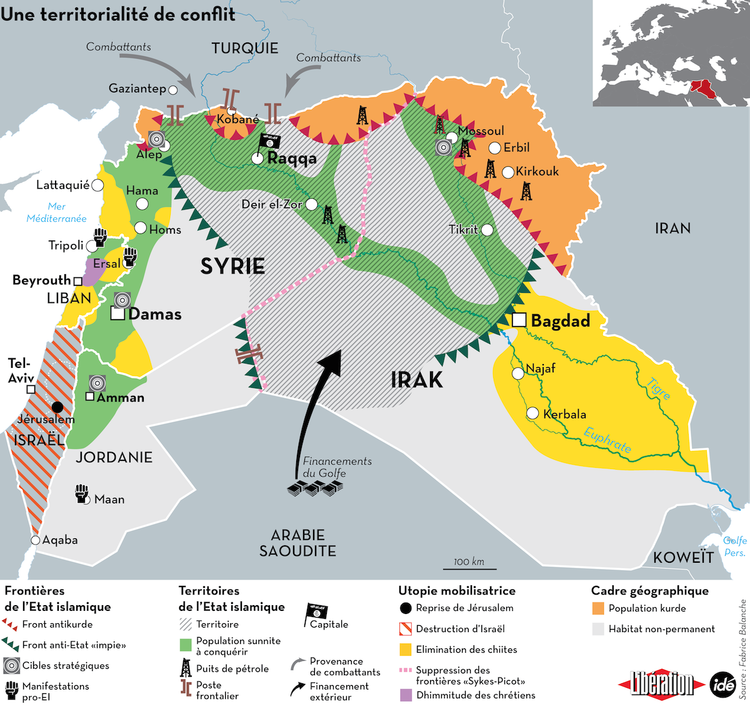 Une territorialité de conflit
Combattants
TURQUIE
Combattants
Gaziantep
Kobané
Mossoul
Alep
Raqqa
Erbil
Kirkouk
Lattaquié
Hama
Deir el-Zor
Mer
Méditerranée
Homs
Tikrit
IRAN
Tripoli
Ersal
SYRIE
Beyrouth
LIBAN
Damas
Bagdad
Tel-
Aviv
IRAK
Najaf
Tigre
Amman
Jérusalem
Kerbala
ISRAËL
Euphrate
JORDANIE
Financements
du Golfe
Maan
ARABIE
SAOUDITE
Aqaba
100 km
KOWEÏT
Golfe
Pers.
Frontières
de l'Etat islamique
Front antikurde
Front anti-Etat «impie»
Cibles stratégiques
Manifestations
pro-EI
Territoires
de l'Etat islamique
Territoire
Population sunnite
à conquérir
Puits de pétrole
Poste
frontalier
Capitale
Provenance
de combattants
Financement
extérieur
Utopie mobilisatrice
Reprise de Jérusalem
Destruction d'Israël
Elimination des chiites
Suppression des
frontières «Sykes-Picot»
Dhimmitude des chrétiens
Cadre géographique
Population kurde
Habitat non-permanent
Libération
idé
Source : Fabrice Balanche